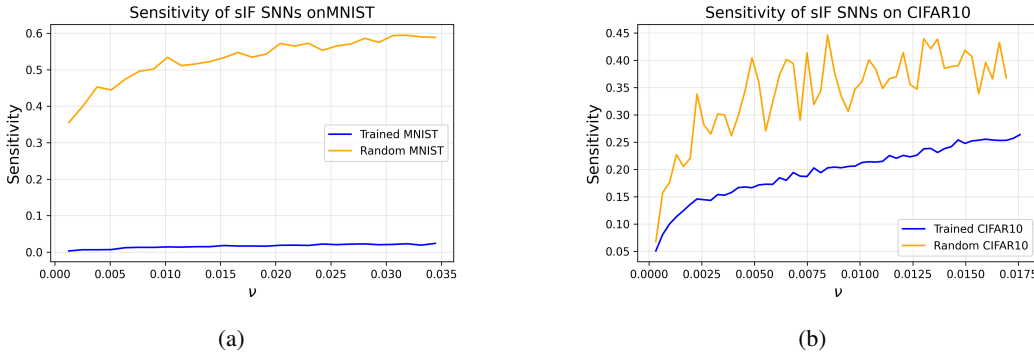 Sensitivity of sIF SNNs onMNIST
0.6
0.5
0.4
0.3
0.2
0.1
0.0
Sensitivity
Trained MNIST
Random MNIST
0.000 0.005 0.010 0.015 0.020 0.025 0.030 0.035
ν
(a)
Sensitivity of sIF SNNs on CIFAR10
0.45
0.40
0.35
0.30
0.25
0.20
0.15
0.10
0.05
Sensitivity
Trained CIFAR10
Random CIFAR10
0.0000 0.0025 0.0050 0.0075 0.0100 0.0125 0.0150 0.0175
ν
(b)